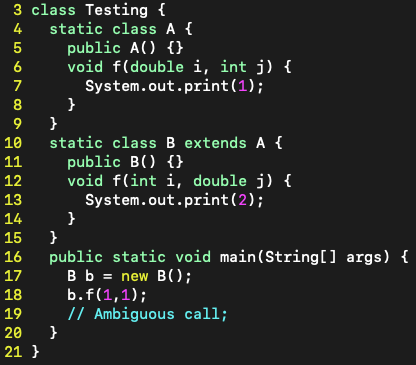 3 class Testing {
4   static class A {
5     public A() {}
6     void f(double i, int j) {
7       System.out.print(1);
8     }
9   }
10   static class B extends A {
11     public B() {}
12     void f(int i, double j) {
13       System.out.print(2);
14     }
15   }
16   public static void main(String[] args) {
17     B b = new B();
18     b.f(1,1);
19     // Ambiguous call;
20   }
21 }